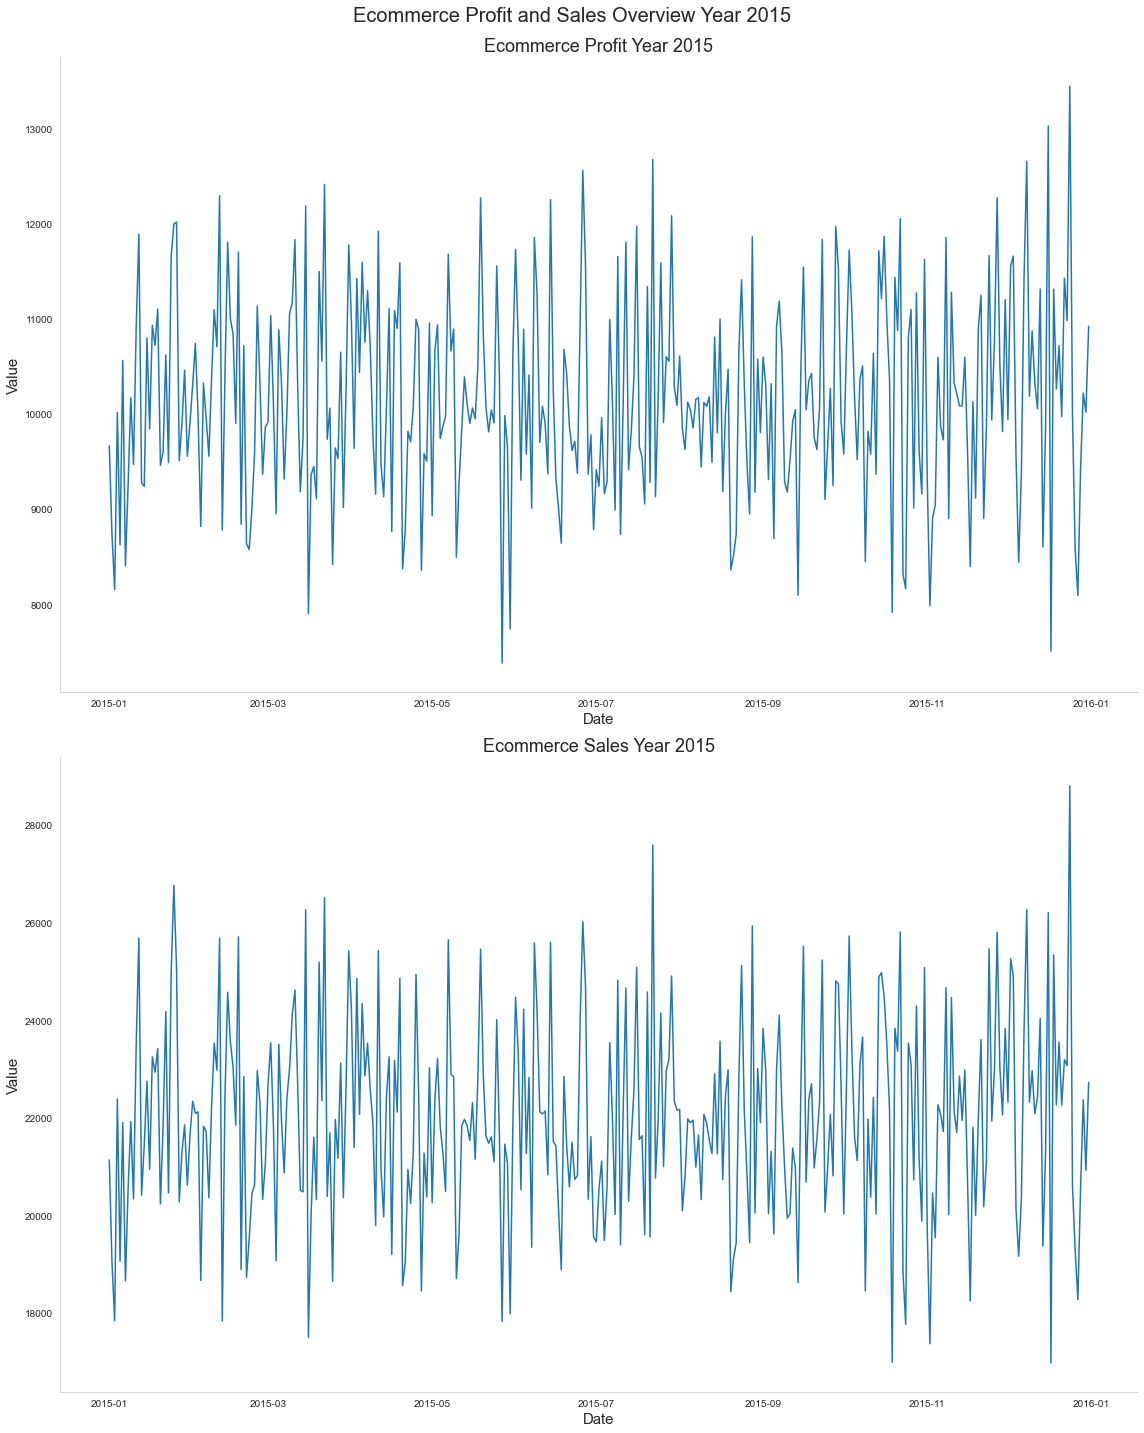 Ecommerce Profit and Sales Overview Year 2015
Ecommerce Profit Year 2015
13000
12000
11000
10000
9000
8000
Value
2015-01 2015-03 2015-05 2015-07 2015-09 2015-11 2016-01
Date
Ecommerce Sales Year 2015
28000
26000
24000
22000
20000
18000
Value
2015-01 2015-03 2015-05 2015-07 2015-09 2015-11 2016-01
Date